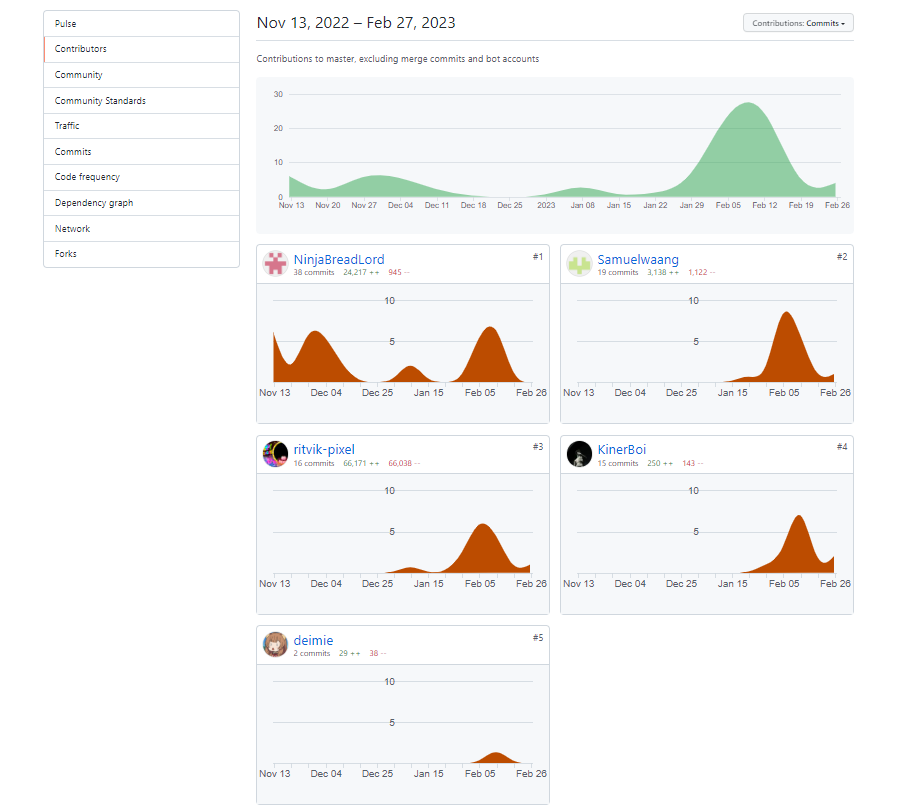 Pulse
Contributors
Community
Community Standards
Traffic
Commits
Code frequency
Dependency graph
Network
Forks
Nov 13, 2022 – Feb 27, 2023
Contributions: Commits
Contributions to master, excluding merge commits and bot accounts
30
20
10
0
Nov 13 Nov 20 Nov 27 Dec 04 Dec 11 Dec 18 Dec 25 2023 Jan 08 Jan 15 Jan 22 Jan 29 Feb 05 Feb 12 Feb 19 Feb 26
NinjaBreadLord #1
38 commits 24,217 ++ 945 --
10
5
Nov 13 Dec 04 Dec 25 Jan 15 Feb 05 Feb 26
Samuelwaang #2
19 commits 3,138 ++ 1,122 --
10
5
Nov 13 Dec 04 Dec 25 Jan 15 Feb 05 Feb 26
ritvik-pixel #3
16 commits 66,171 ++ 66,038 --
10
5
Nov 13 Dec 04 Dec 25 Jan 15 Feb 05 Feb 26
KinerBoi #4
15 commits 250 ++ 143 --
10
5
Nov 13 Dec 04 Dec 25 Jan 15 Feb 05 Feb 26
deimie #5
2 commits 29 ++ 38 --
10
5
Nov 13 Dec 04 Dec 25 Jan 15 Feb 05 Feb 26